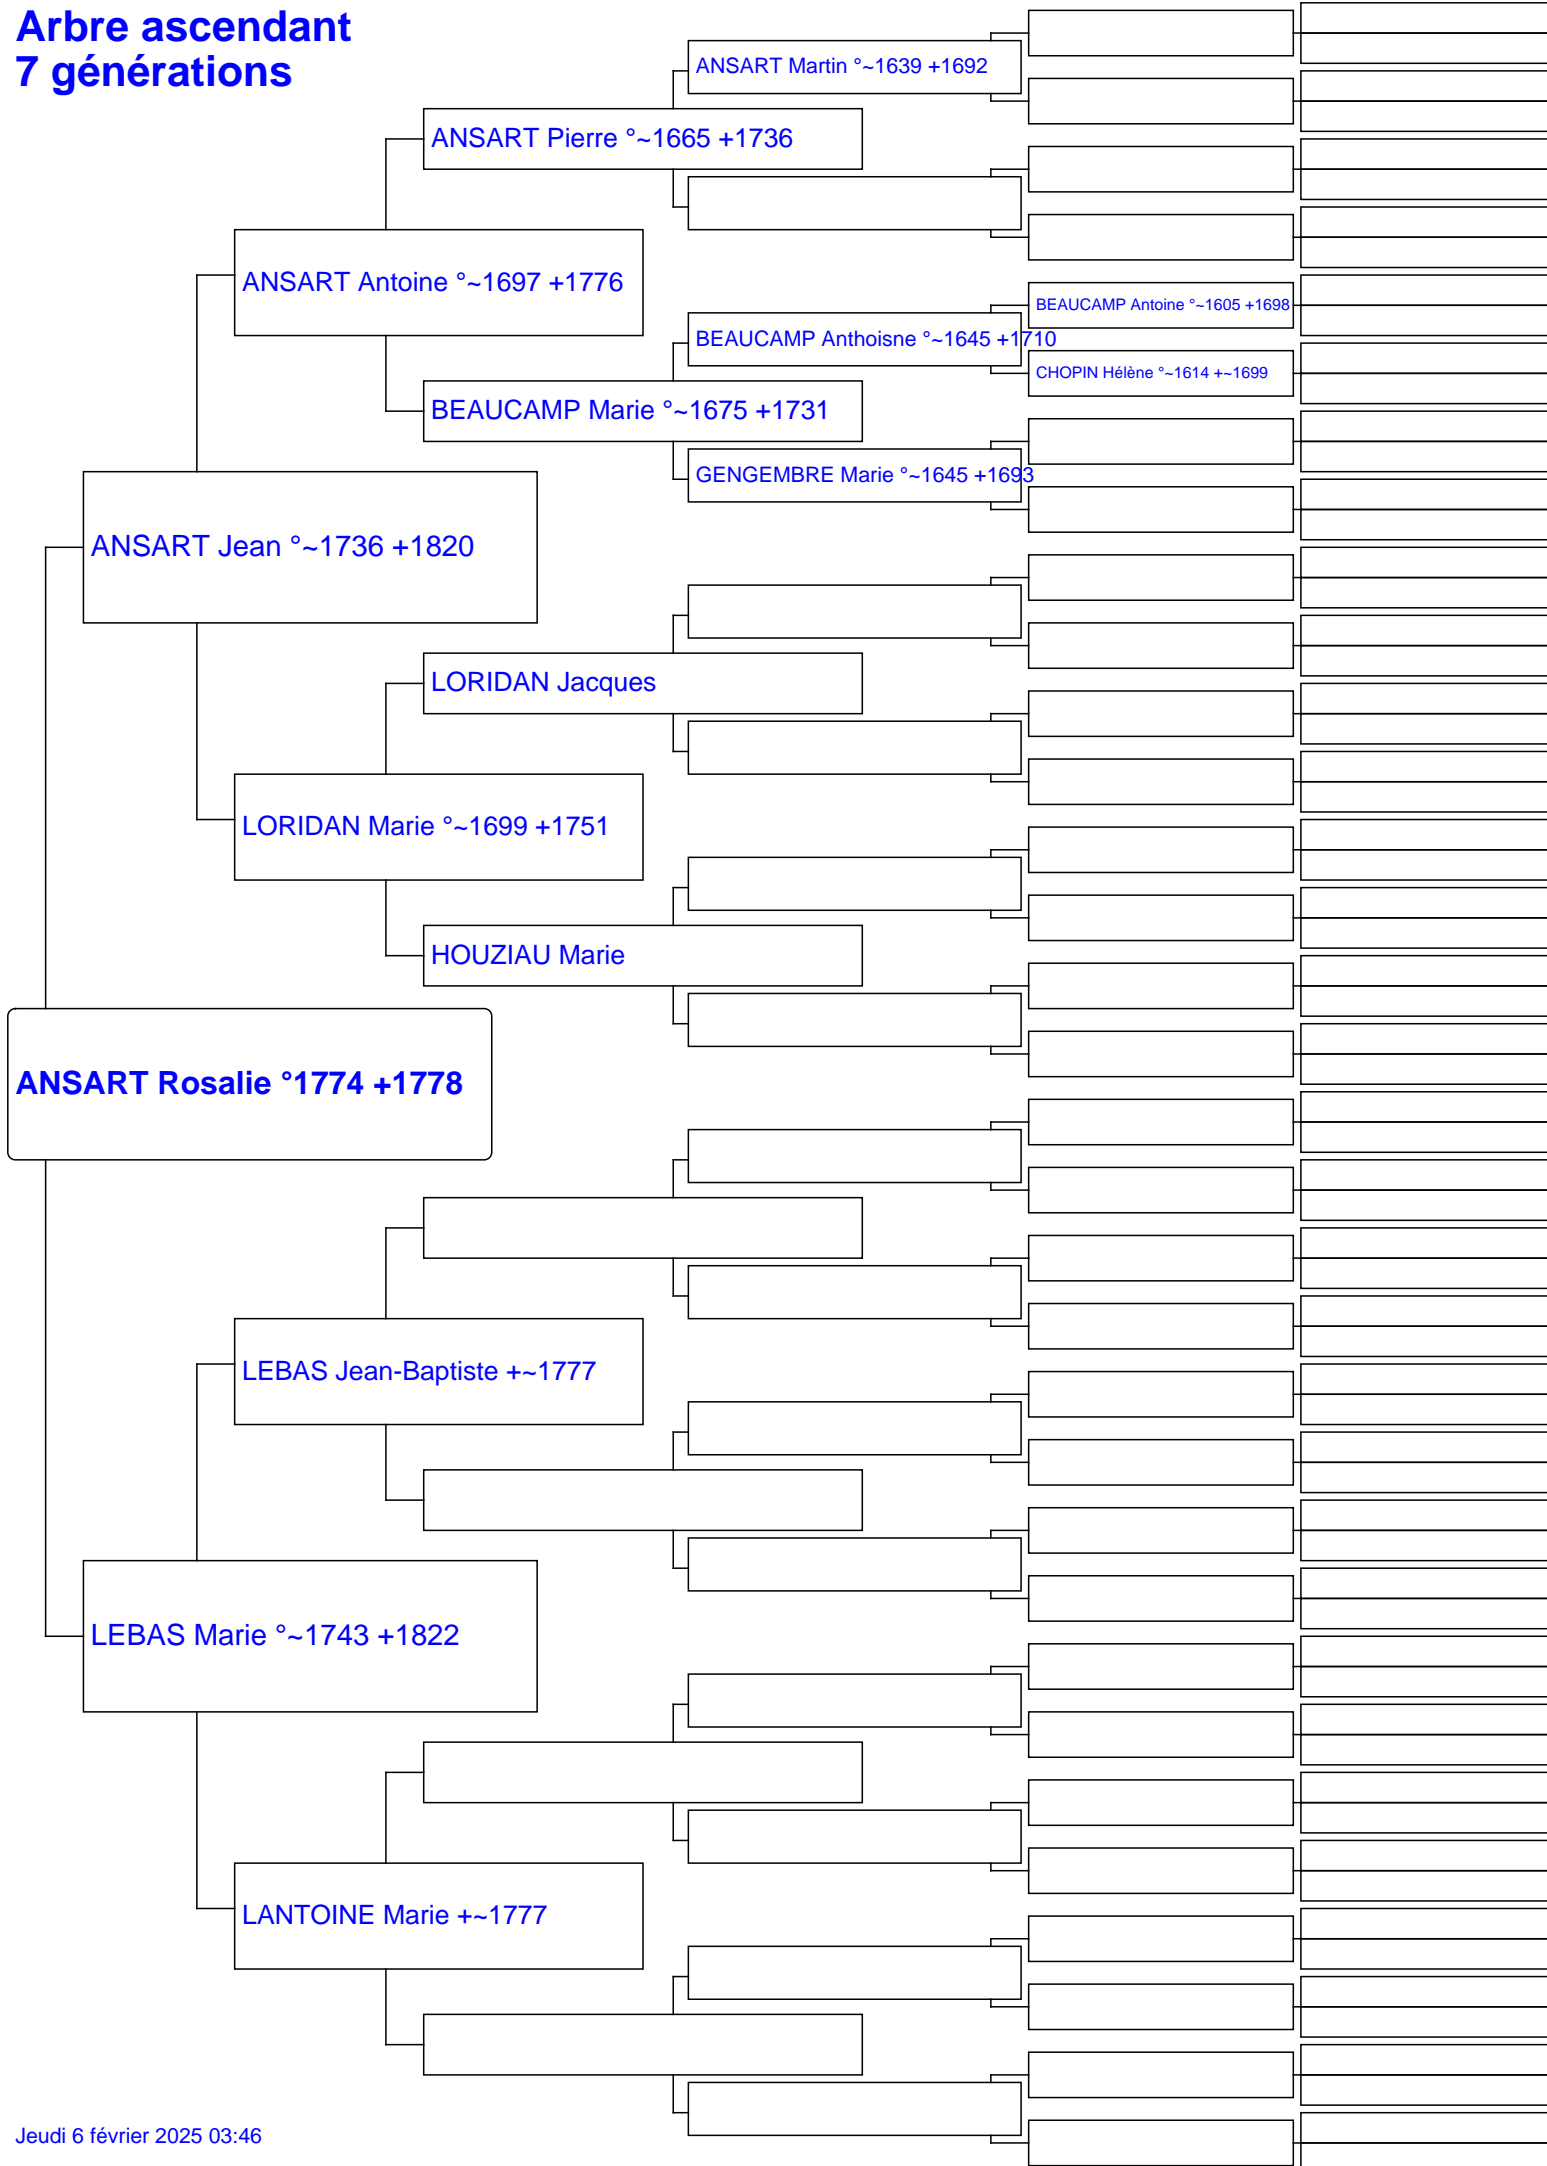 Arbre ascendant
7 générations
ANSART Martin °~1639 +1692
ANSART Pierre °~1665 +1736
ANSART Antoine °~1697 +1776
BEAUCAMP Antoine °~1605 +1698
BEAUCAMP Anthoisne °~1645 +1710
CHOPIN Hélène °~1614 +~1699
BEAUCAMP Marie °~1675 +1731
GENGEMBRE Marie °~1645 +1693
ANSART Jean °~1736 +1820
LORIDAN Jacques
LORIDAN Marie °~1699 +1751
HOUZIAU Marie
ANSART Rosalie °1774 +1778
LEBAS Jean-Baptiste +~1777
LEBAS Marie °~1743 +1822
LANTOINE Marie +~1777
Jeudi 6 février 2025 03:46